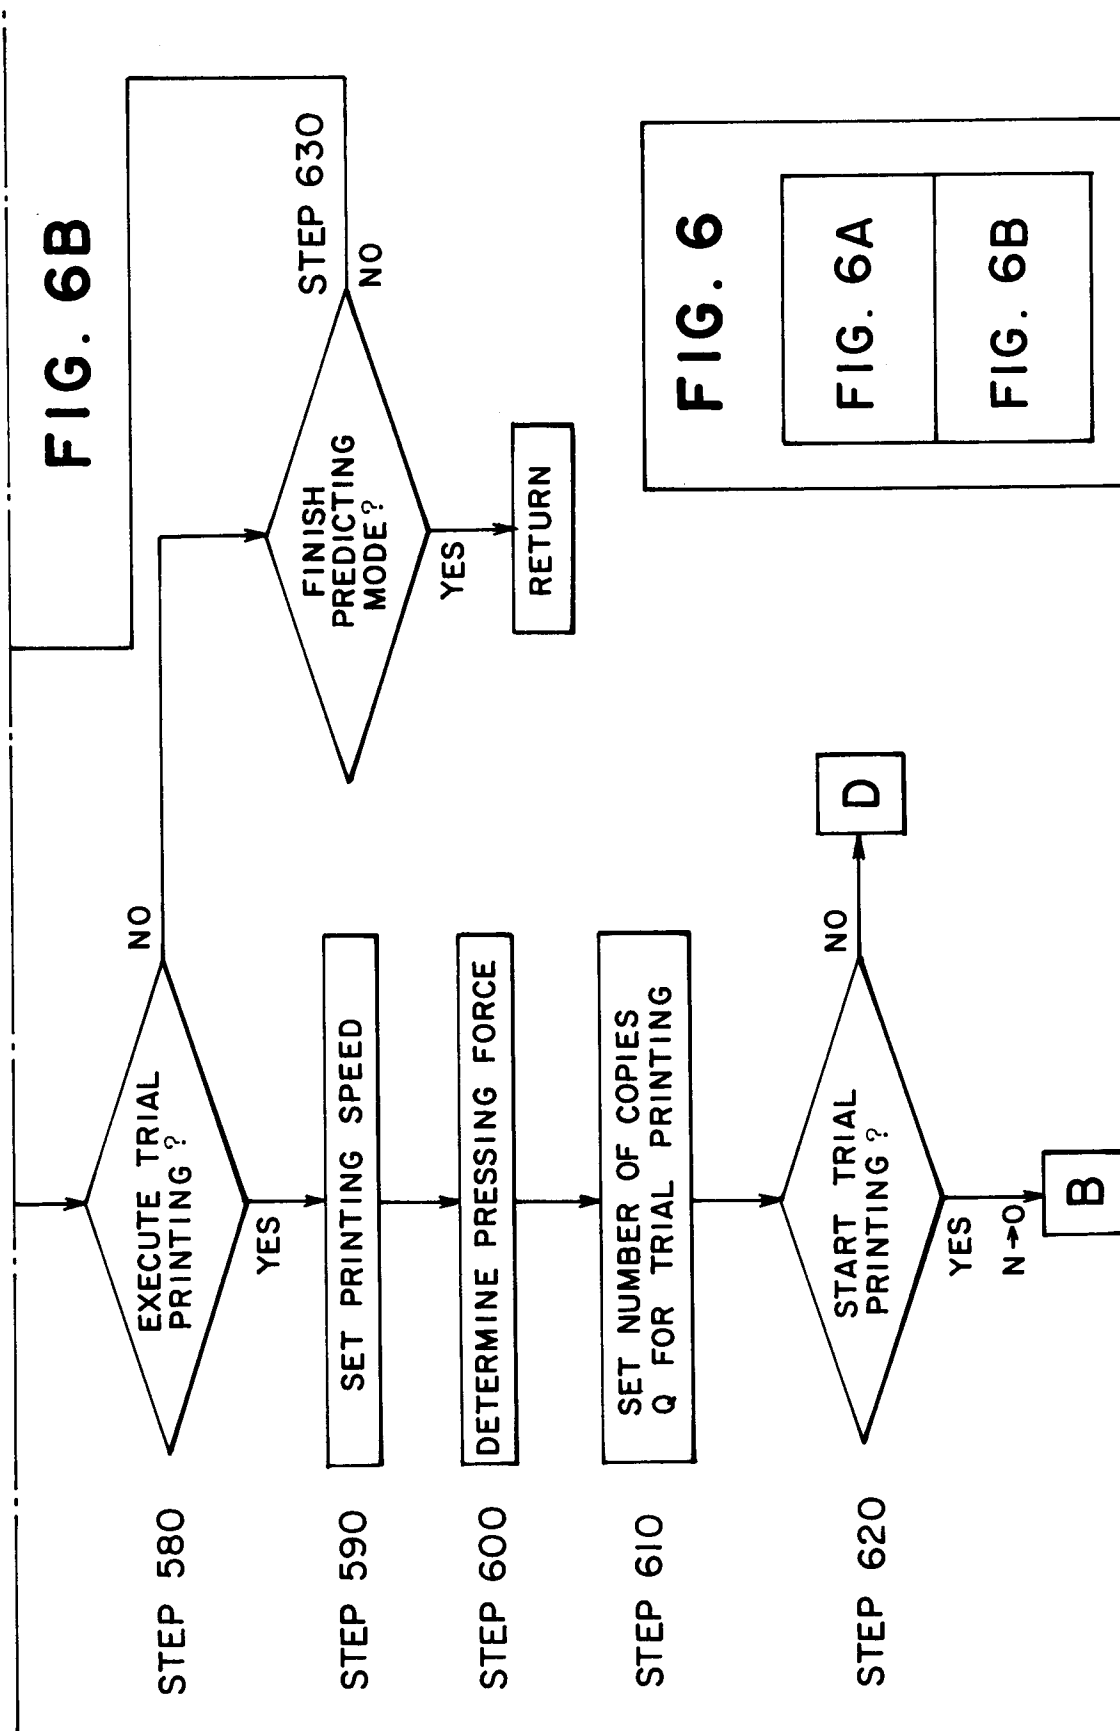 FIG. 6B
STEP 580
EXECUTE TRIAL
PRINTING ?
NO
YES
STEP 590
SET PRINTING SPEED
STEP 600
DETERMINE PRESSING FORCE
STEP 610
SET NUMBER OF COPIES
Q FOR TRIAL PRINTING
STEP 620
START TRIAL
PRINTING ?
NO
D
YES
N→0
B
STEP 630
FINISH
PREDICTING
MODE ?
NO
YES
RETURN
FIG. 6
FIG. 6A
FIG. 6B